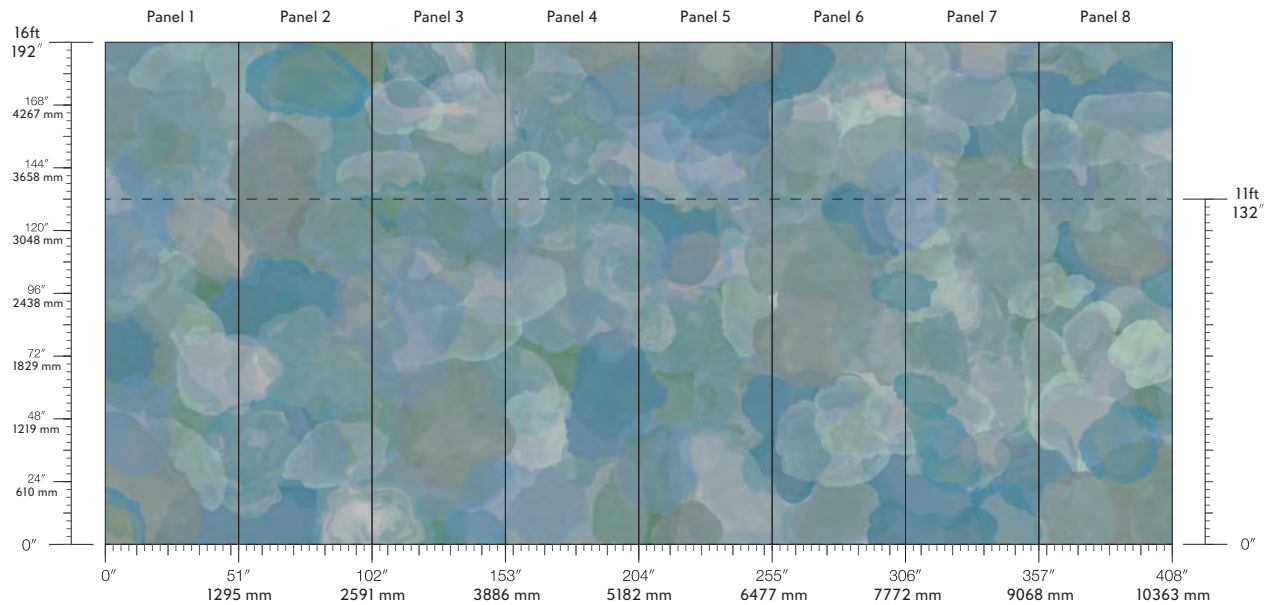 Panel 1 Panel 2 Panel 3 Panel 4 Panel 5 Panel 6 Panel 7 Panel 8
16ft
192″
168″
4267 mm
144″
3658 mm
11ft
132″
120″
3048 mm
96″
2438 mm
72″
1829 mm
48″
1219 mm
24″
610 mm
0″ 0″
0″ 51″ 102″ 153″ 204″ 255″ 306″ 357″ 408″
1295 mm 2591 mm 3886 mm 5182 mm 6477 mm 7772 mm 9068 mm 10363 mm